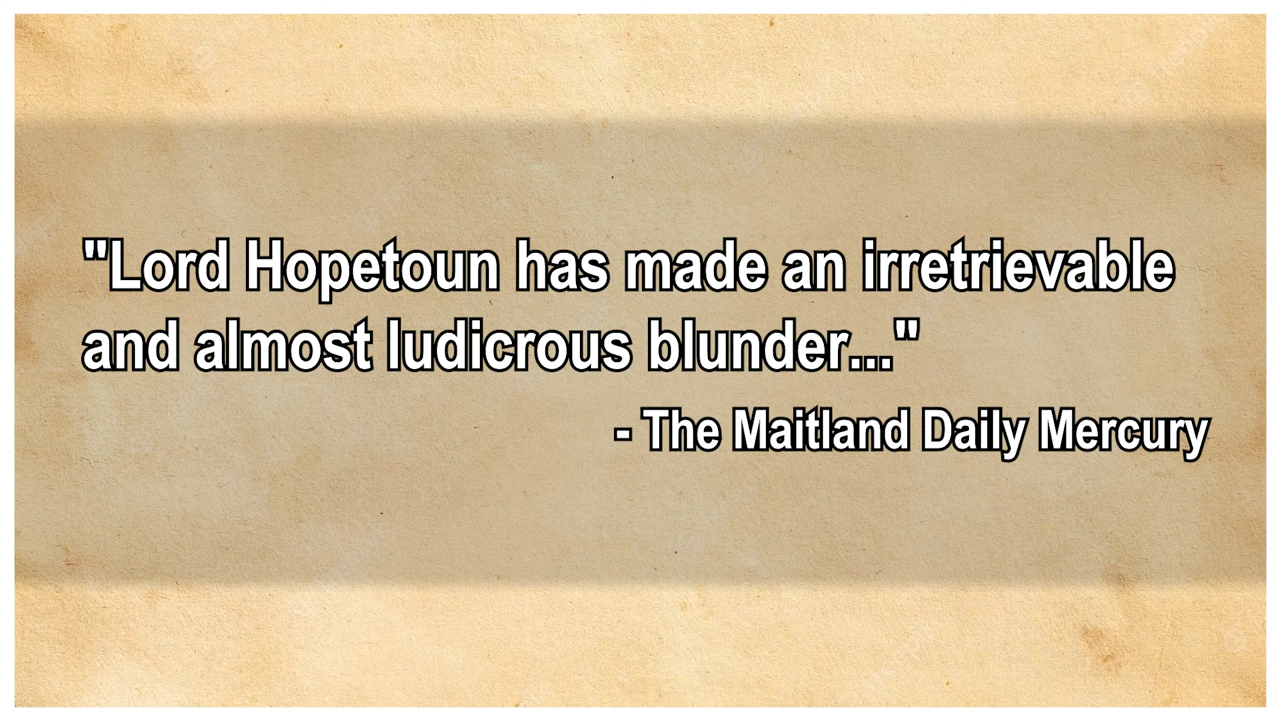 "Lord Hopetoun has made an irretrievable
and almost ludicrous blunder..."
- The Maitland Daily Mercury